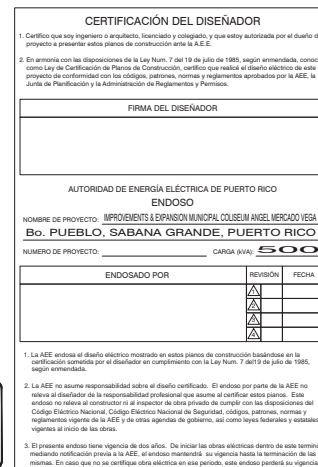 CERTIFICACIÓN DEL DISEÑADOR
1. Certifico que soy ingeniero o arquitecto, licenciado y colegiado, y que estoy autorizada por el dueño d
proyecto a presentar estos planos de construcción ante la A.E.E.
2. En armonía con las disposiciones de la Ley Num. 7 del 19 de julio de 1985, según enmendada, conoc
como Ley de Certificación de Planos de Construcción, certifico que realicé el diseño eléctrico de este
proyecto de conformidad con los códigos, patrones, normas y reglamentos aprobados por la AEE, la
Junta de Planificación y la Administración de Reglamentos y Permisos.
FIRMA DEL DISEÑADOR
AUTORIDAD DE ENERGÍA ELÉCTRICA DE PUERTO RICO
ENDOSO
NOMBRE DE PROYECTO: IMPROVEMENTS & EXPANSION MUNICIPAL COLISEUM ANGEL MERCADO VEGA
Bo. PUEBLO, SABANA GRANDE, PUERTO RICO
NUMERO DE PROYECTO: CARGA (kVA): 500
ENDOSADO POR REVISIÓN FECHA
1
2
3
4
1. La AEE endosa el diseño eléctrico mostrado en estos planos de construcción basándose en la
certificación sometida por el diseñador en cumplimiento con la Ley Num. 7 del19 de julio de 1985,
según enmendada.
2. La AEE no asume responsabilidad sobre el diseño certificado. El endoso por parte de la AEE no
releva al diseñador de la responsabilidad profesional que asume al certificar estos planos. Este
endoso no releva al constructor ni al inspector de obra privado de cumplir con las disposiciones del
Código Eléctrico Nacional, Código Eléctrico Nacional de Seguridad, códigos, patrones, normas y
reglamentos vigente de la AEE y de otras agendas de gobierno, así como leyes federales y estatales
vigentes al inicio de las obras.
3. El presente endoso tiene vigencia de dos años. De iniciar las obras eléctricas dentro de este termino
mediando notificación previa a la AEE, el endoso mantendrá su vigencia hasta la terminación de las
mismas. En caso que no se certifique obra eléctrica en ese período, este endoso perderá su vigencia